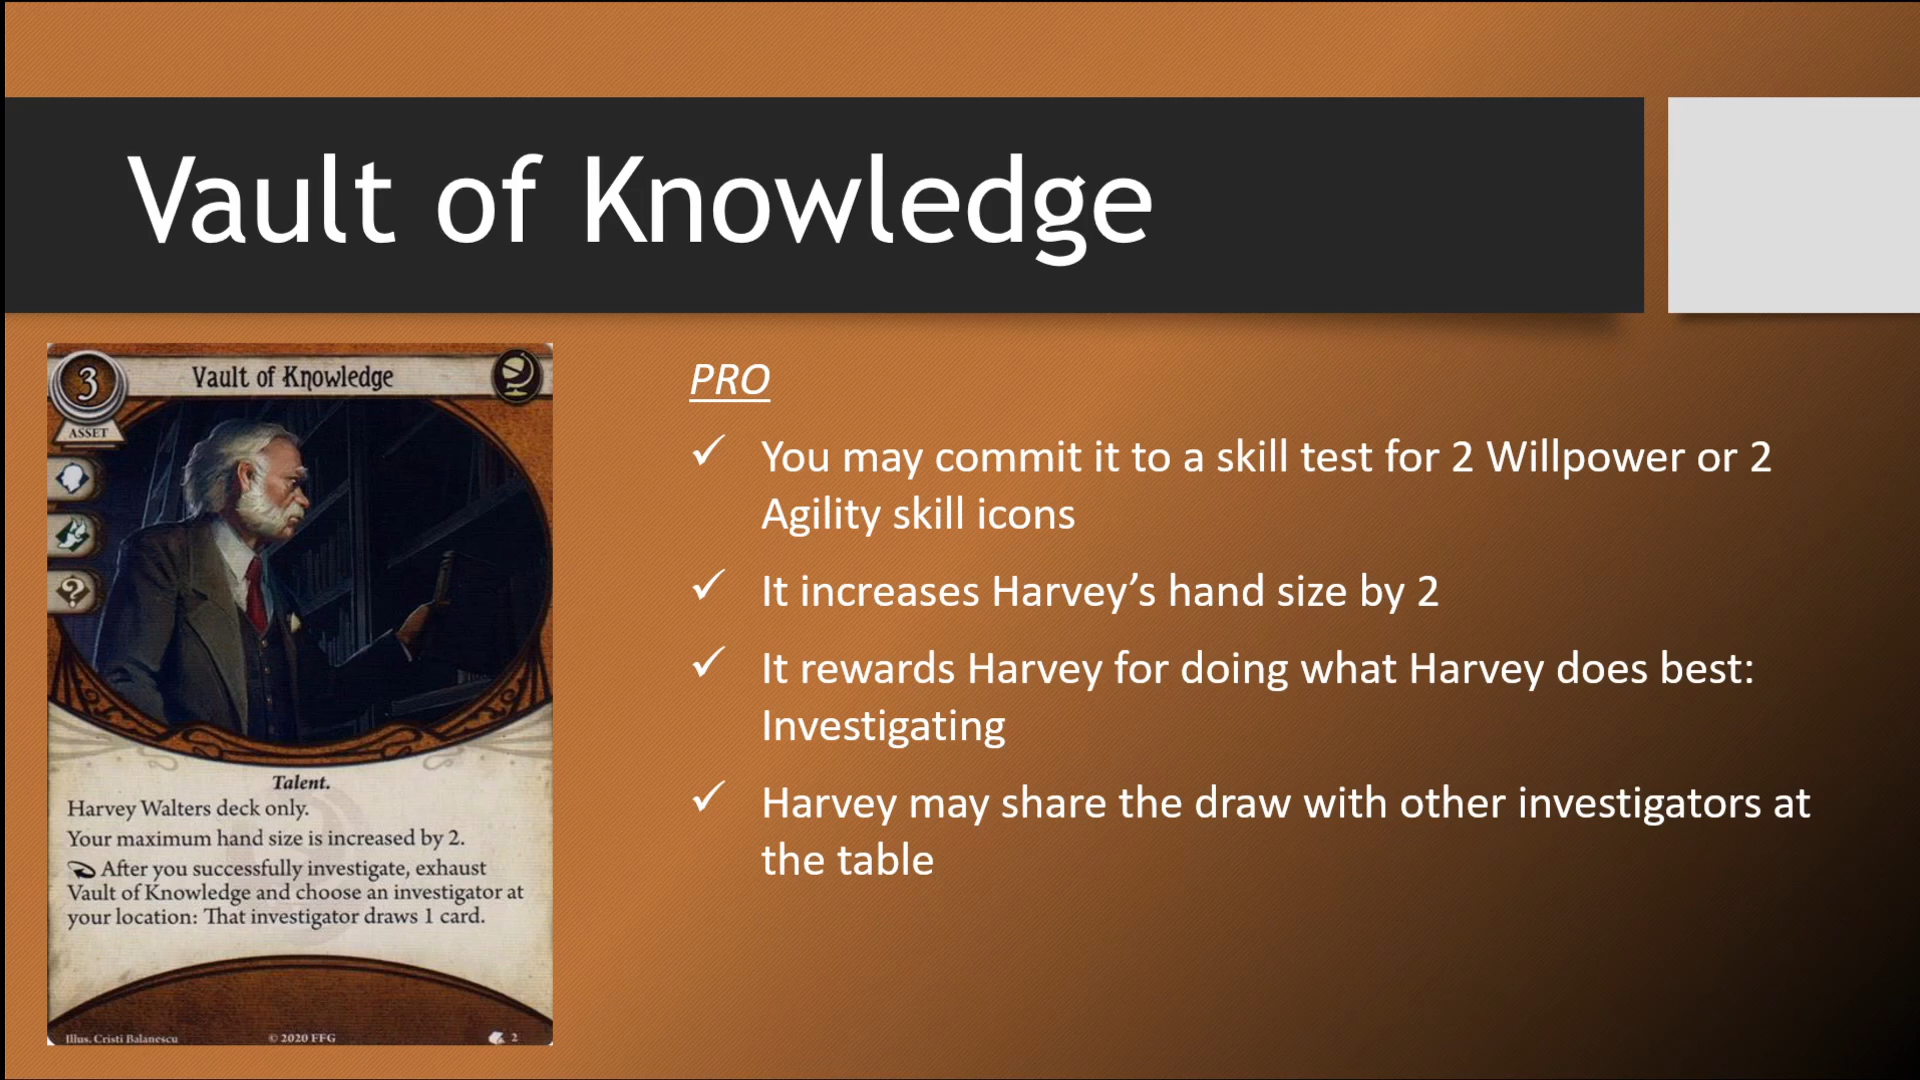 Vault of Knowledge
3
Vault of Knowledge
ASSET
?
Talent.
Harvey Walters deck only.
Your maximum hand size is increased by 2.
After you successfully investigate, exhaust
Vault of Knowledge and choose an investigator at
your location: That investigator draws 1 card.
Illus. Cristi Balanescu © 2020 FFG 2
PRO
✓ You may commit it to a skill test for 2 Willpower or 2
Agility skill icons
✓ It increases Harvey’s hand size by 2
✓ It rewards Harvey for doing what Harvey does best:
Investigating
✓ Harvey may share the draw with other investigators at
the table